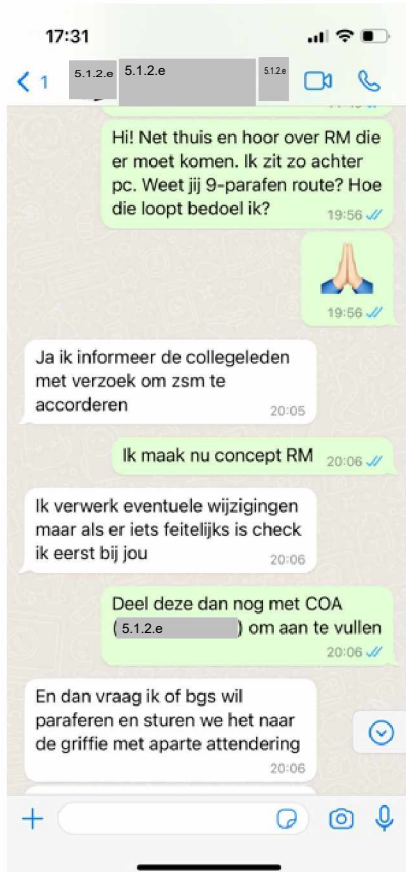 17:31
1
5.1.2.e
5.1.2.e
5.1.2.e
Hi! Net thuis en hoor over RM die
er moet komen. Ik zit zo achter
pc. Weet jij 9-parafen route? Hoe
die loopt bedoel ik?
19:56
19:56
Ja ik informeer de collegeleden
met verzoek om zsm te
accorderen
20:05
Ik maak nu concept RM
20:06
Ik verwerk eventuele wijzigingen
maar als er iets feitelijks is check
ik eerst bij jou
20:06
Deel deze dan nog met COA
(5.1.2.e) om aan te vullen
20:06
En dan vraag ik of bgs wil
paraferen en sturen we het naar
de griffie met aparte attendering
20:06